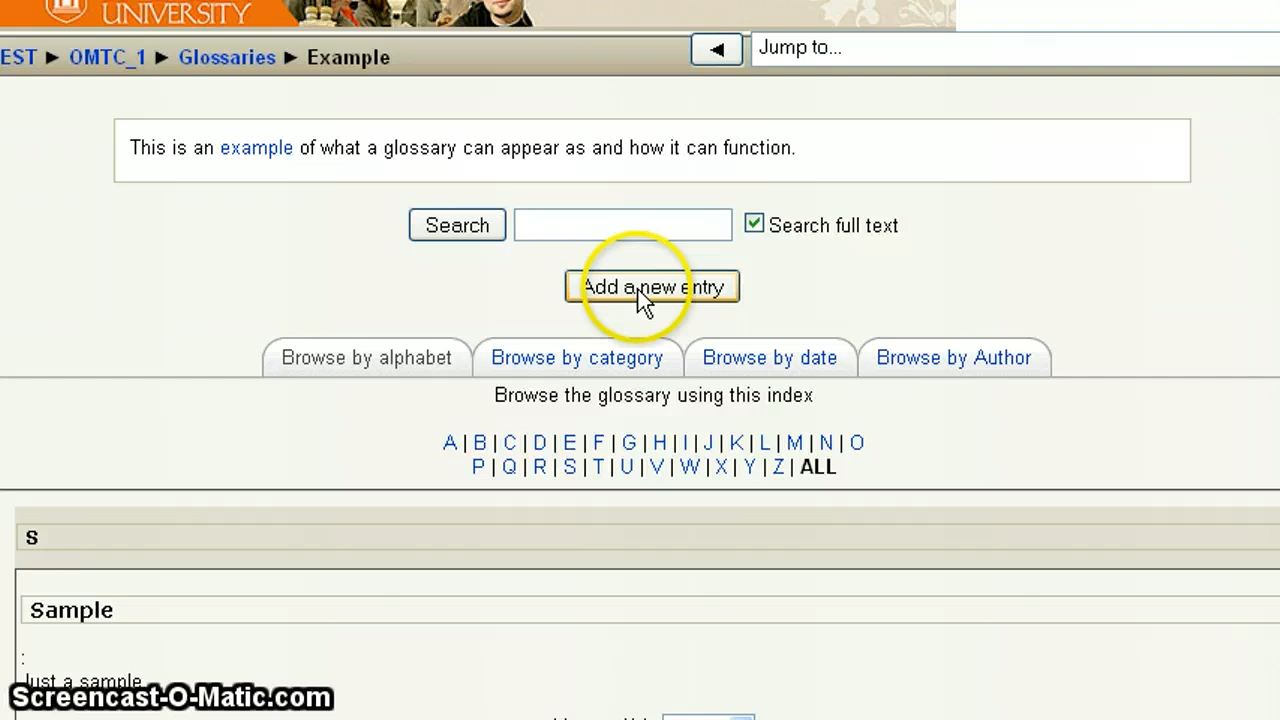 UNIVERSITY
EST ► OMTC_1 ► Glossaries ► Example
◄ Jump to...
This is an example of what a glossary can appear as and how it can function.
Search Search full text
Add a new entry
Browse by alphabet Browse by category Browse by date Browse by Author
Browse the glossary using this index
A | B | C | D | E | F | G | H | I | J | K | L | M | N | O
P | Q | R | S | T | U | V | W | X | Y | Z | ALL
S
Sample
:
Just a sample
Screencast-O-Matic.com